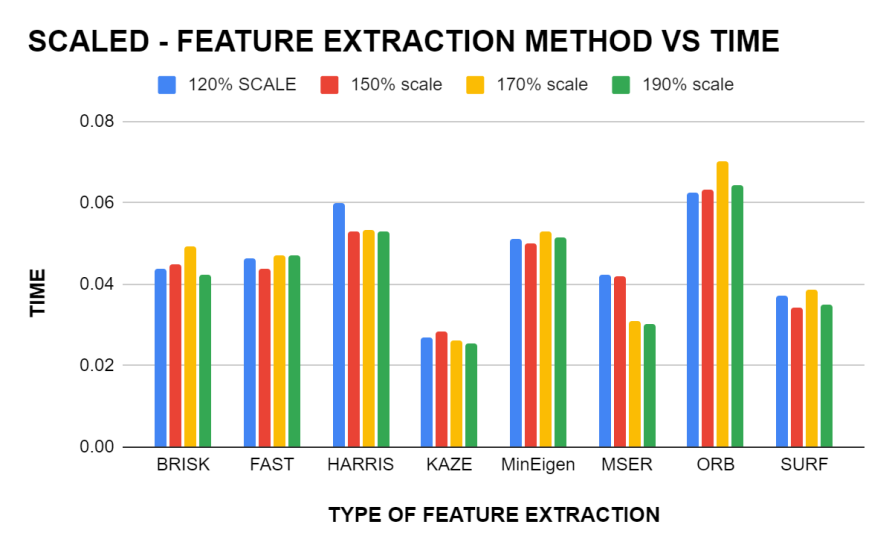 SCALED - FEATURE EXTRACTION METHOD VS TIME
120% SCALE 150% scale 170% scale 190% scale
0.08
0.06
0.04
0.02
0.00
TIME
BRISK FAST HARRIS KAZE MinEigen MSER ORB SURF
TYPE OF FEATURE EXTRACTION